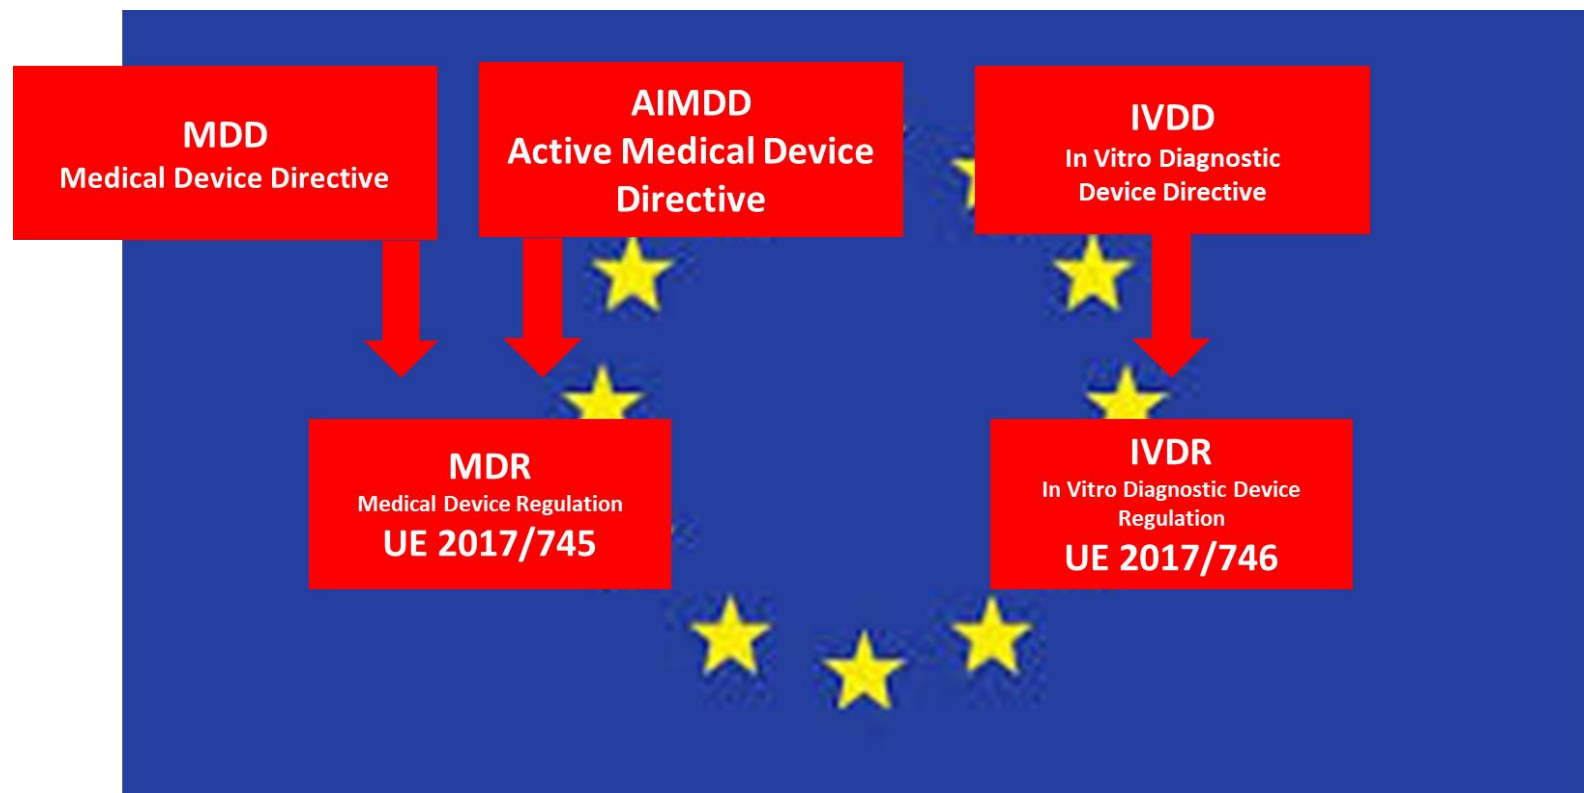 MDD
Medical Device Directive
AIMDD
Active Medical Device
Directive
IVDD
In Vitro Diagnostic
Device Directive
MDR
Medical Device Regulation
UE 2017/745
IVDR
In Vitro Diagnostic Device
Regulation
UE 2017/746